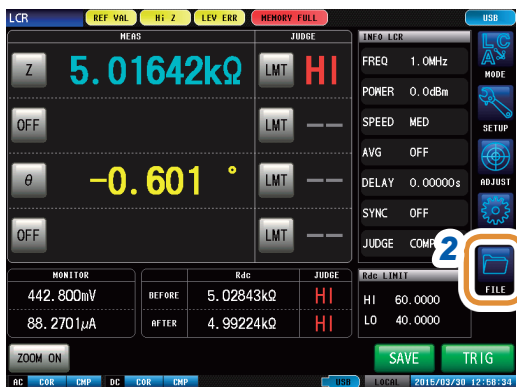 LCR REF VAL Hi Z LEV ERR MEMORY FULL USB
MEAS JUDGE INFO LCR
Z 5.01642kΩ LMT HI
OFF LMT --
θ -0.601 ° LMT --
OFF LMT --
FREQ 1.0MHz
POWER 0.0dBm
SPEED MED
AVG OFF
DELAY 0.00000s
SYNC OFF
JUDGE COMP
LC
A
MODE
SETUP
ADJUST
2
FILE
MONITOR Rdc JUDGE Rdc LIMIT
442.800mV BEFORE 5.02843kΩ HI HI 60.0000
88.2701μA AFTER 4.99224kΩ HI LO 40.0000
ZOOM ON SAVE TRIG
AC COR CMP DC COR CMP USB LOCAL 2015/03/30 12:58:34